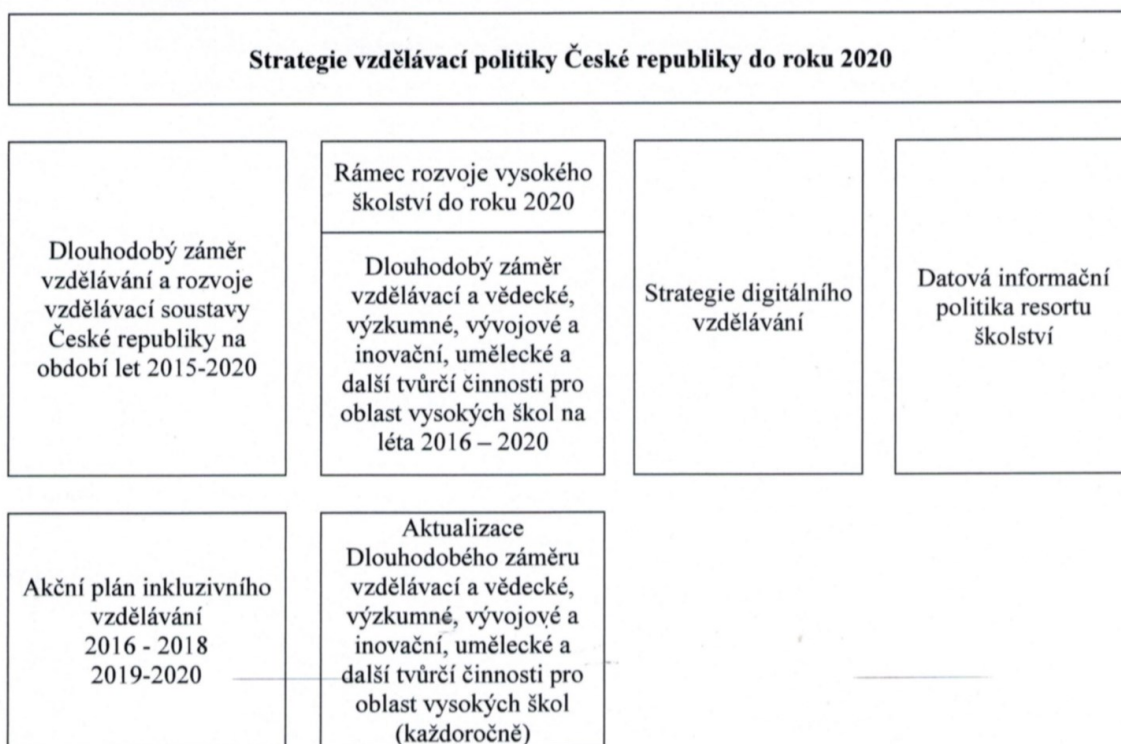 Strategie vzdělávací politiky České republiky do roku 2020
Dlouhodobý záměr
vzdělávání a rozvoje
vzdělávací soustavy
České republiky na
období let 2015-2020
Rámec rozvoje vysokého
školství do roku 2020
Dlouhodobý záměr
vzdělávací a vědecké,
výzkumné, vývojové a
inovační, umělecké a
další tvůrčí činnosti pro
oblast vysokých škol na
léta 2016 – 2020
Strategie digitálního
vzdělávání
Datová informační
politika resortu
školství
Akční plán inkluzivního
vzdělávání
2016 - 2018
2019-2020
Aktualizace
Dlouhodobého záměru
vzdělávací a vědecké,
výzkumné, vývojové a
inovační, umělecké a
další tvůrčí činnosti pro
oblast vysokých škol
(každoročně)